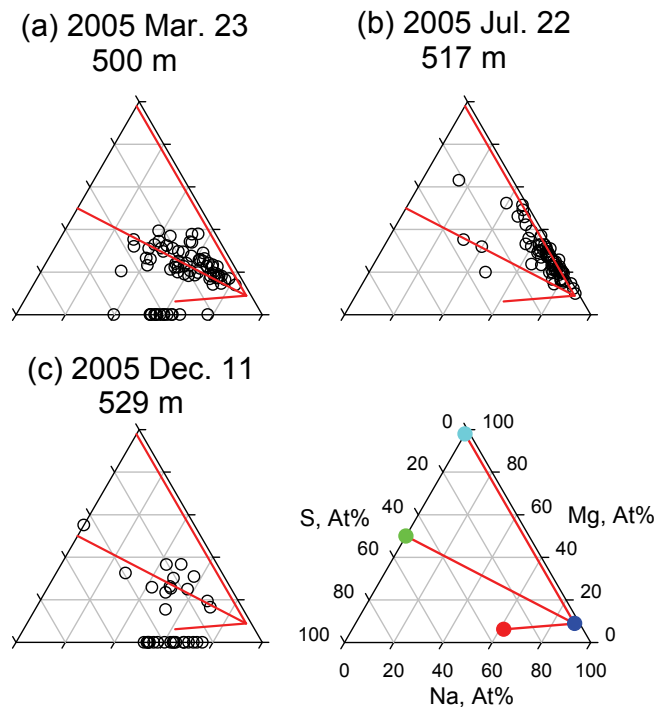 (a) 2005 Mar. 23
500 m
(b) 2005 Jul. 22
517 m
(c) 2005 Dec. 11
529 m
0 100
20 80
S, At% 40 60 Mg, At%
60 40
80 20
100 0
0 20 40 60 80 100
Na, At%